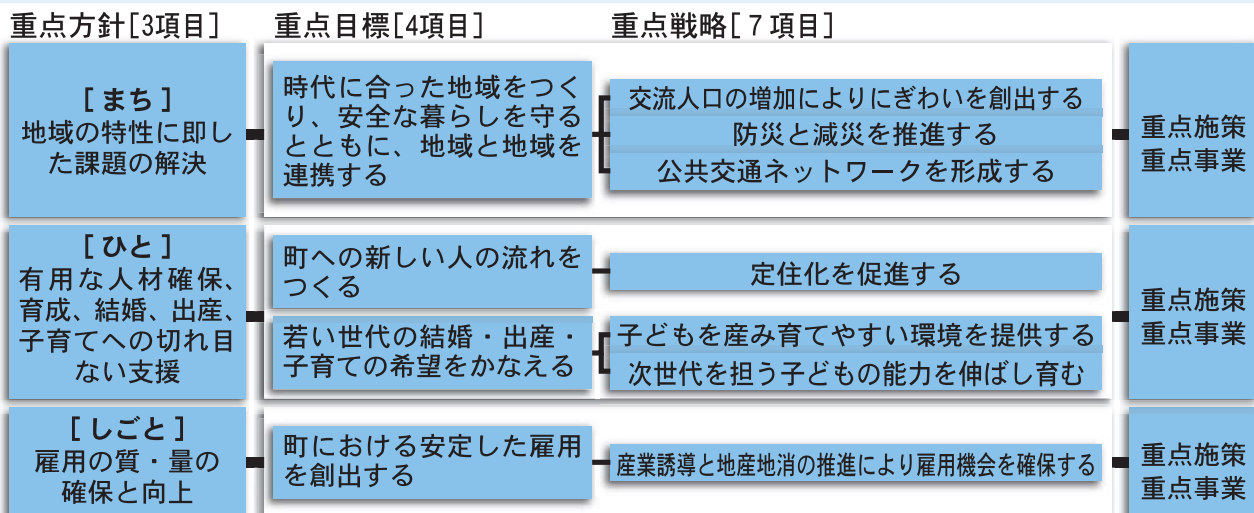 重点方針[3項目]
重点目標[4項目]
重点戦略[７項目]
[まち]
地域の特性に即し
た課題の解決
時代に合った地域をつく
り、安全な暮らしを守る
とともに、地域と地域を
連携する
交流人口の増加によりにぎわいを創出する
防災と減災を推進する
公共交通ネットワークを形成する
重点施策
重点事業
[ひと]
有用な人材確保、
育成、結婚、出産、
子育てへの切れ目
ない支援
町への新しい人の流れを
つくる
定住化を促進する
若い世代の結婚・出産・
子育ての希望をかなえる
子どもを産み育てやすい環境を提供する
次世代を担う子どもの能力を伸ばし育む
重点施策
重点事業
[しごと]
雇用の質・量の
確保と向上
町における安定した雇用
を創出する
産業誘導と地産地消の推進により雇用機会を確保する
重点施策
重点事業